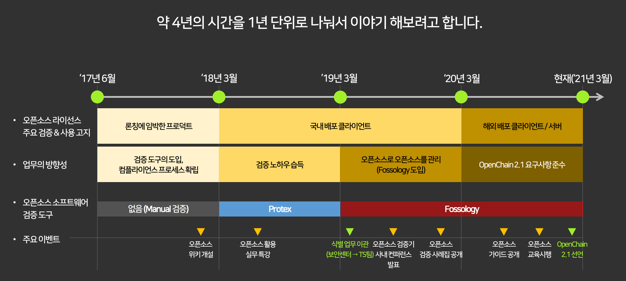 약 4년의 시간을 1년 단위로 나눠서 이야기 해보려고 합니다.
'17년 6월
'18년 3월
'19년 3월
'20년 3월
현재('21년 3월)
• 오픈소스 라이선스
주요 검증 & 사용 고지
론칭에 임박한 프로덕트
국내 배포 클라이언트
해외 배포 클라이언트 / 서버
• 업무의 방향성
검증 도구의 도입,
컴플라이언스 프로세스 확립
검증 노하우 습득
오픈소스로 오픈소스를 관리
(Fossology 도입)
OpenChain 2.1 요구사항 준수
• 오픈소스 소프트웨어
검증 도구
없음 (Manual 검증)
Protex
Fossology
• 주요 이벤트
오픈소스
위키 개설
오픈소스 활용
실무 특강
식별 업무 이관
(보안센터 → TS팀)
오픈소스 검증기
사내 컨퍼런스
발표
오픈소스
검증 사례집 공개
오픈소스
가이드 공개
오픈소스
교육시행
OpenChain
2.1 선언